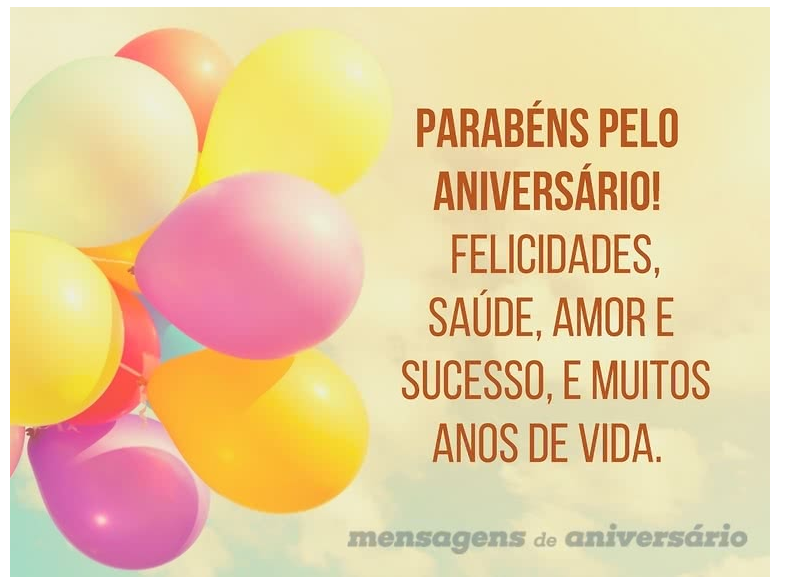 PARABÉNS PELO
ANIVERSÁRIO!
FELICIDADES,
SAÚDE, AMOR E
SUCESSO, E MUITOS
ANOS DE VIDA.
mensagens de aniversário